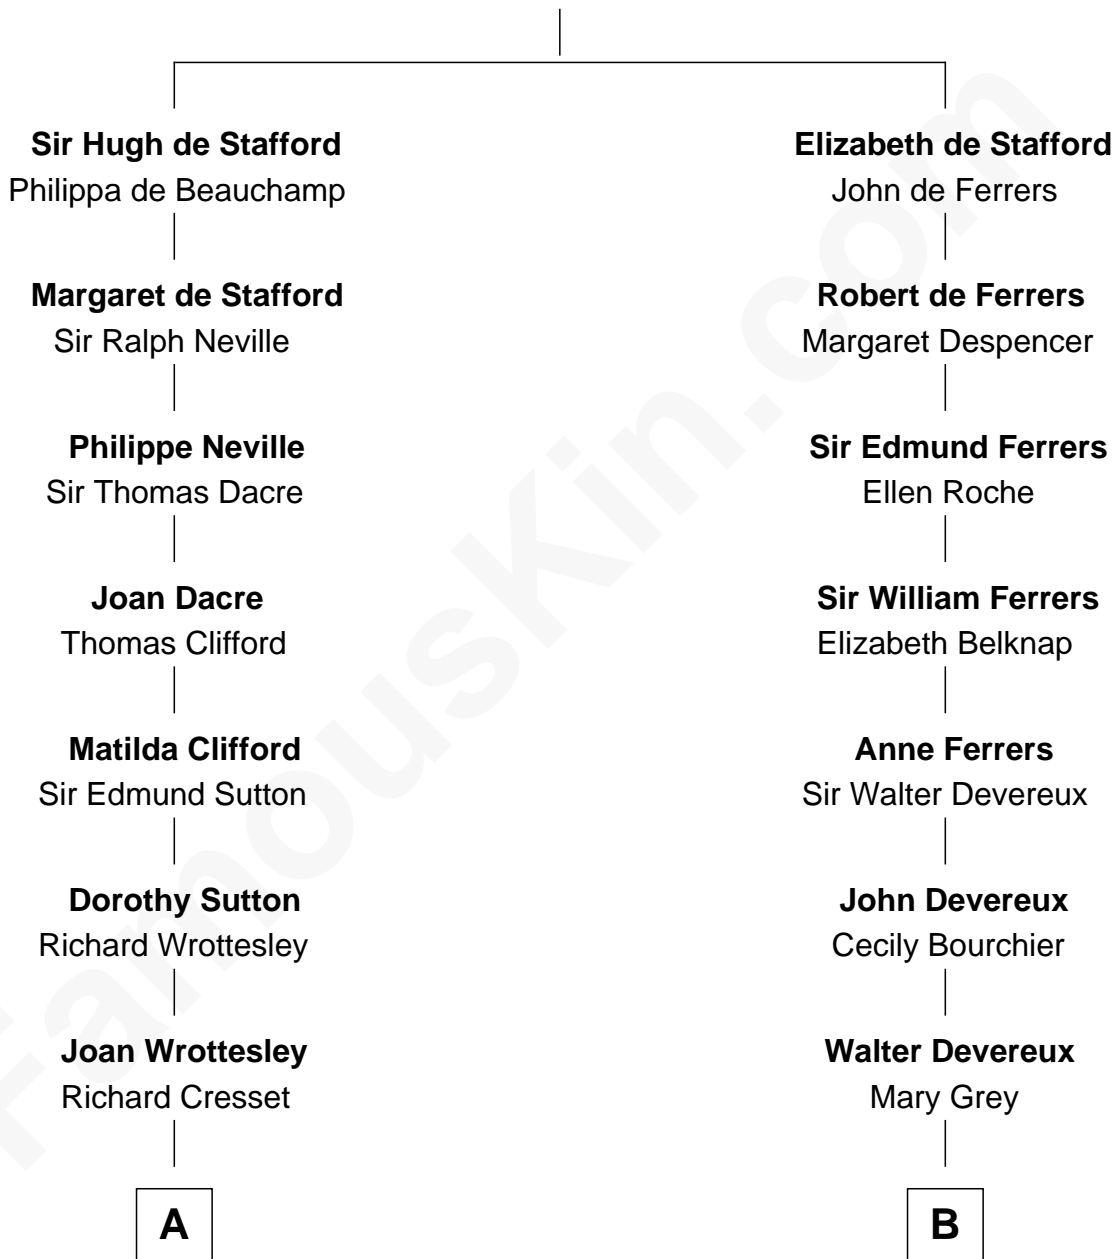 Sir Hugh de Stafford
Philippa de Beauchamp
Margaret de Stafford
Sir Ralph Neville
Philippe Neville
Sir Thomas Dacre
Joan Dacre
Thomas Clifford
Matilda Clifford
Sir Edmund Sutton
Dorothy Sutton
Richard Wrottesley
Joan Wrottesley
Richard Cresset
A
Elizabeth de Stafford
John de Ferrers
Robert de Ferrers
Margaret Despencer
Sir Edmund Ferrers
Ellen Roche
Sir William Ferrers
Elizabeth Belknap
Anne Ferrers
Sir Walter Devereux
John Devereux
Cecily Bourchier
Walter Devereux
Mary Grey
B
FamousKin.com